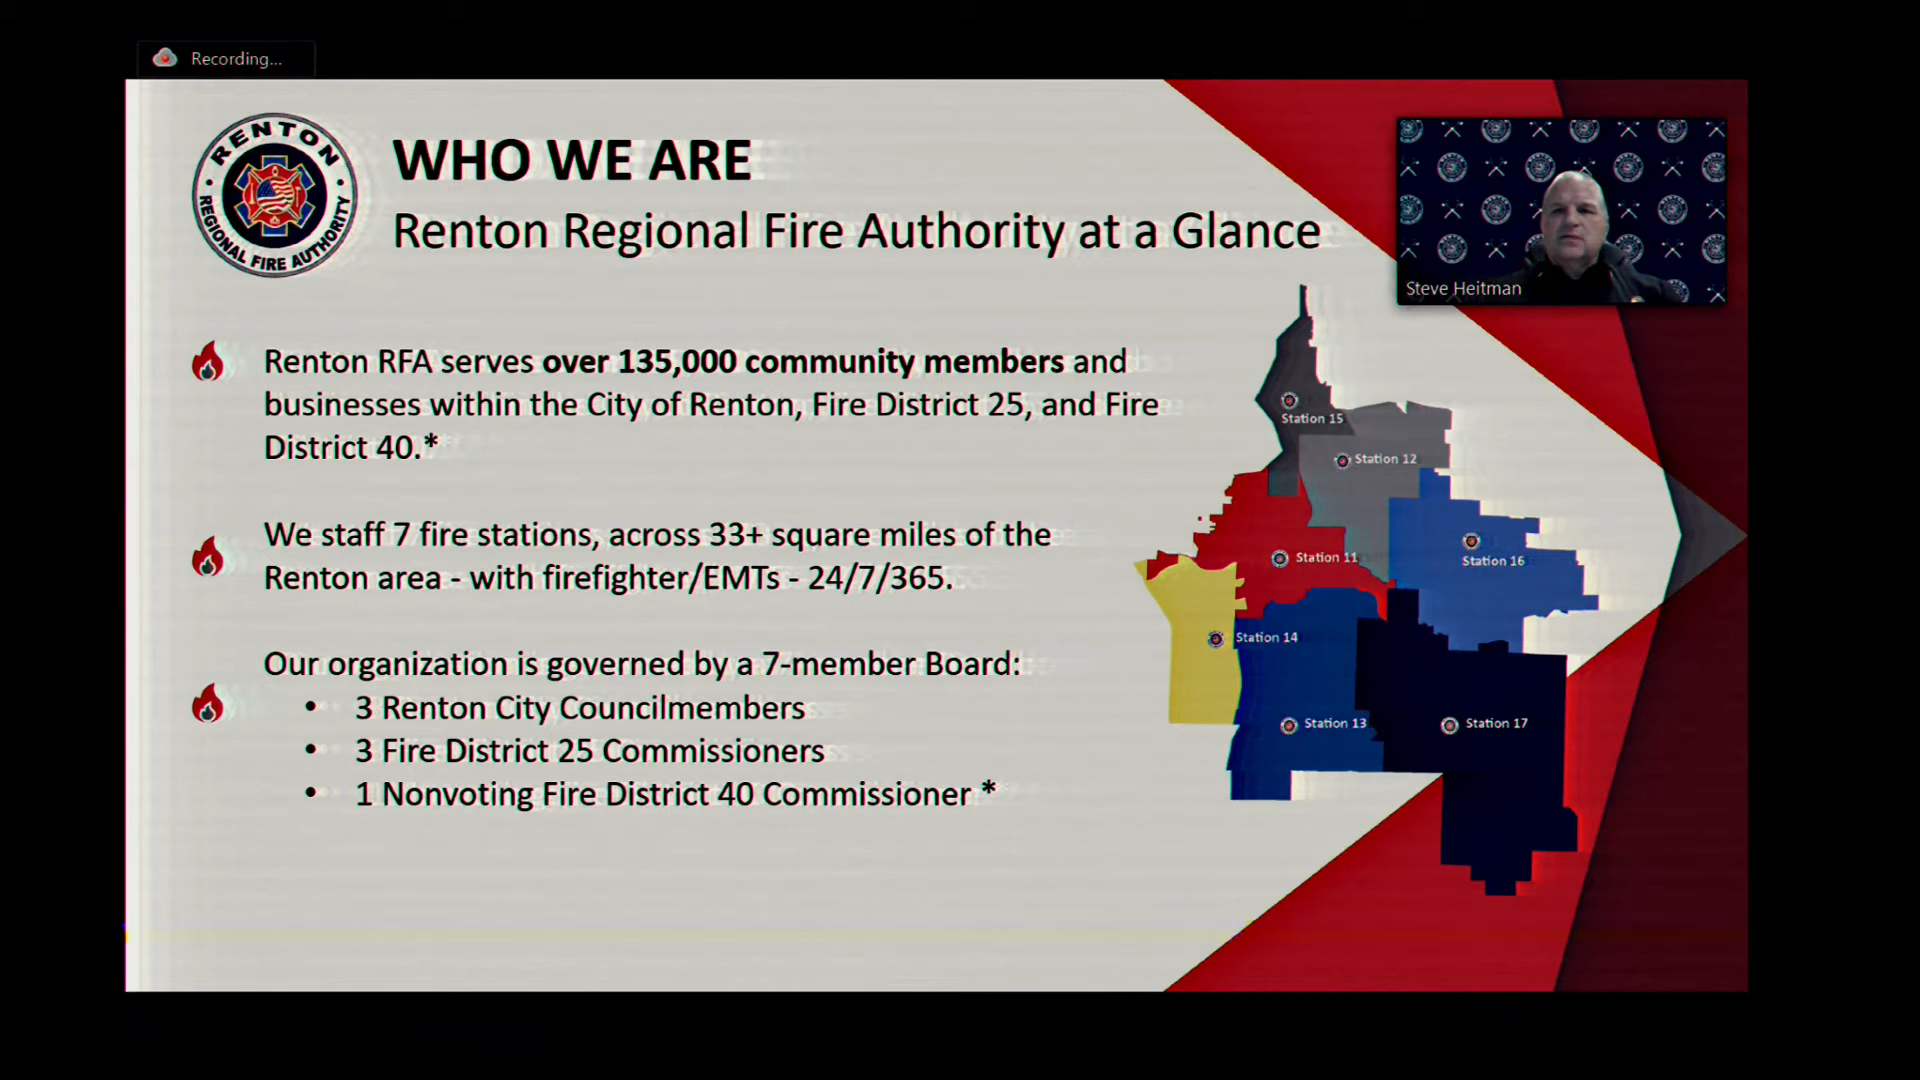 Recording...
RENTON
REGIONAL FIRE AUTHORITY
WHO WE ARE
Renton Regional Fire Authority at a Glance
Steve Heitman
Renton RFA serves over 135,000 community members and
businesses within the City of Renton, Fire District 25, and Fire
District 40.*
We staff 7 fire stations, across 33+ square miles of the
Renton area - with firefighter/EMTs - 24/7/365.
Our organization is governed by a 7-member Board:
• 3 Renton City Councilmembers
• 3 Fire District 25 Commissioners
• 1 Nonvoting Fire District 40 Commissioner *
Station 15
Station 12
Station 11
Station 16
Station 14
Station 13
Station 17